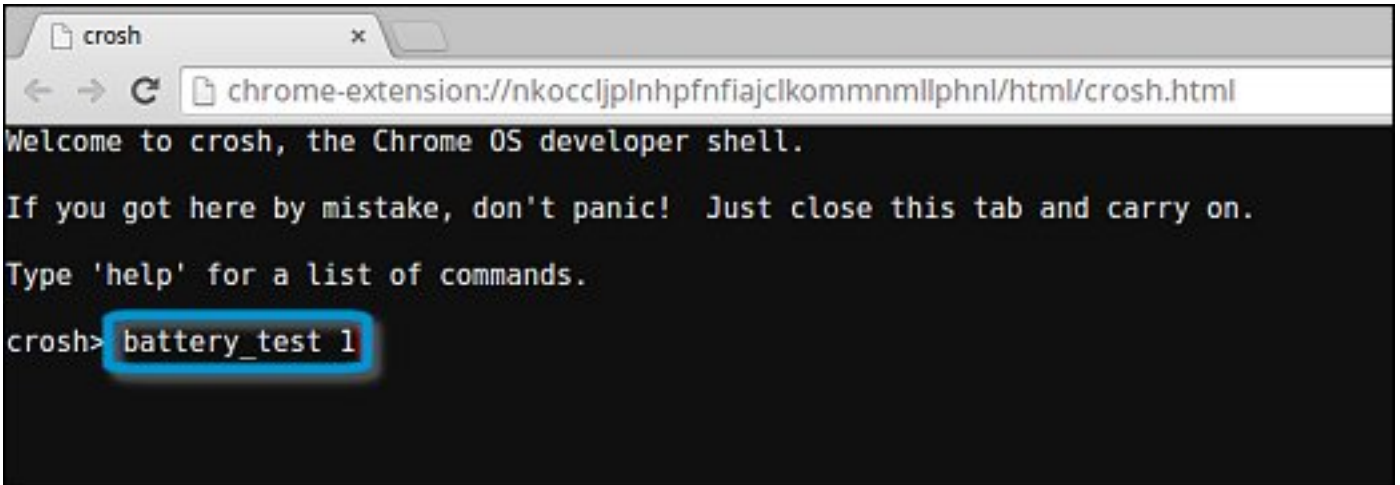 crosh
chrome-extension://nkoccljplnhpfnfiajclkommnmllphnl/html/crosh.html
Welcome to crosh, the Chrome OS developer shell.
If you got here by mistake, don't panic!  Just close this tab and carry on.
Type 'help' for a list of commands.
crosh> battery_test 1